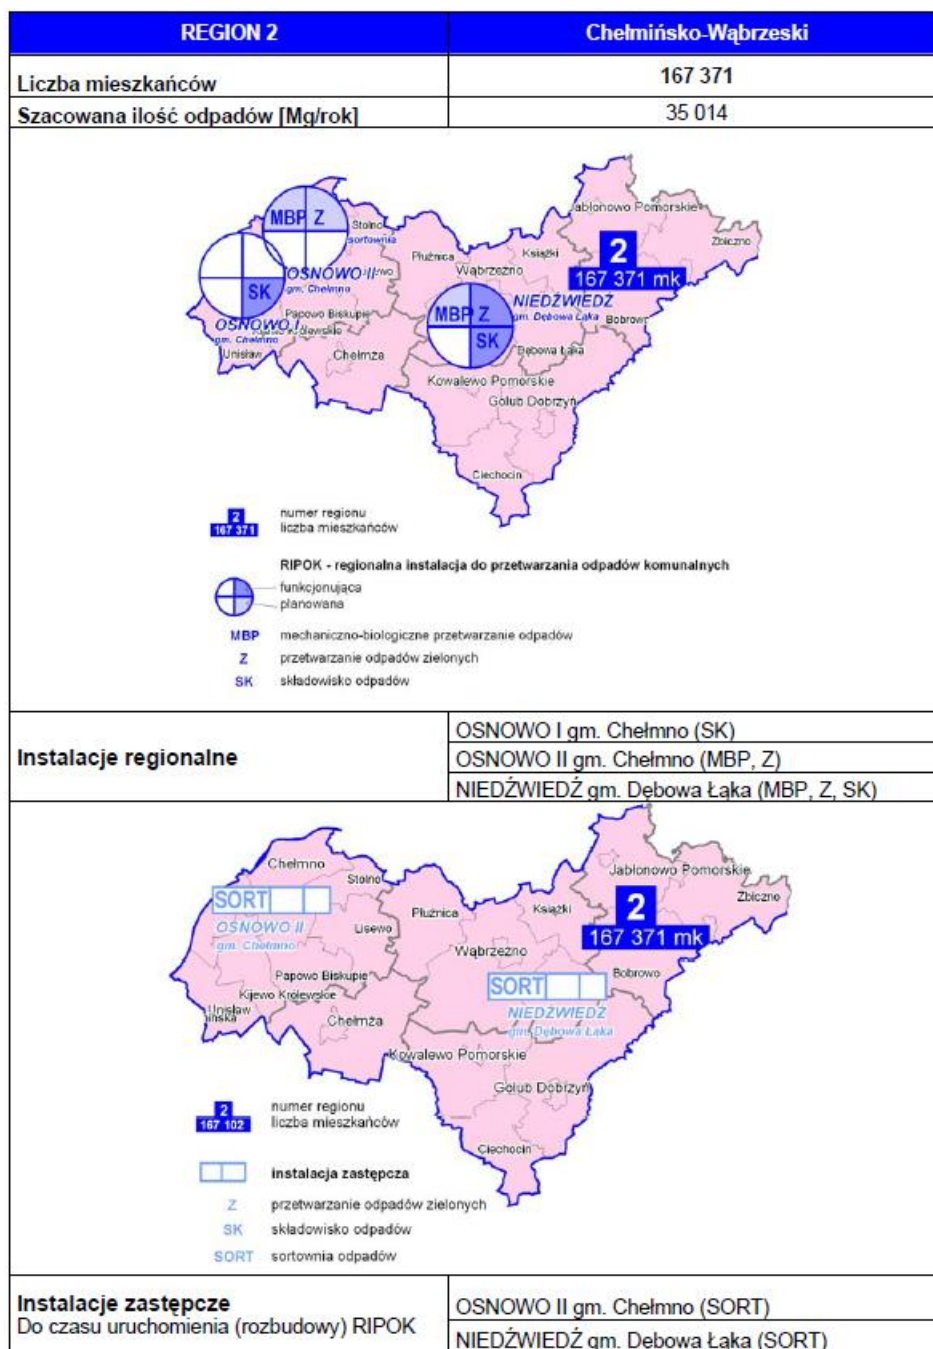 REGION 2
Chełmińsko-Wąbrzeski
Liczba mieszkańców
167 371
Szacowana ilość odpadów [Mg/rok]
35 014
MBP Z
Stolno
sortownia
Jabłonowo Pomorskie
Zbiczno
Płużnica
Książki
Wąbrzeźno
2
167 371 mk
OSNOWO II
gm. Chełmno
SK
NIEDŹWIEDŹ
gm. Dębowa Łąka
MBP Z
SK
Papowo Biskupie
OSNOWO I
gm. Chełmno
Bobrowo
Unisław
Chełmża
Dębowa Łąka
Kowalewo Pomorskie
Golub Dobrzyń
Ciechocin
2
167 371
numer regionu
liczba mieszkańców
RIPOK - regionalna instalacja do przetwarzania odpadów komunalnych
funkcjonująca
planowana
MBP mechaniczno-biologiczne przetwarzanie odpadów
Z przetwarzanie odpadów zielonych
SK składowisko odpadów
Instalacje regionalne
OSNOWO I gm. Chełmno (SK)
OSNOWO II gm. Chełmno (MBP, Z)
NIEDŹWIEDŹ gm. Dębowa Łąka (MBP, Z, SK)
Chełmno
Stolno
Jabłonowo Pomorskie
Zbiczno
SORT
OSNOWO II
gm. Chełmno
Lisewo
Płużnica
Książki
2
167 371 mk
Wąbrzeźno
Papowo Biskupie
Bobrowo
Kijewo Królewskie
SORT
NIEDŹWIEDŹ
gm. Dębowa Łąka
Unisław
Chełmża
Kowalewo Pomorskie
Golub Dobrzyń
Ciechocin
2
167 102
numer regionu
liczba mieszkańców
instalacja zastępcza
Z przetwarzanie odpadów zielonych
SK składowisko odpadów
SORT sortownia odpadów
Instalacje zastępcze
Do czasu uruchomienia (rozbudowy) RIPOK
OSNOWO II gm. Chełmno (SORT)
NIEDŹWIEDŹ gm. Dębowa Łąka (SORT)